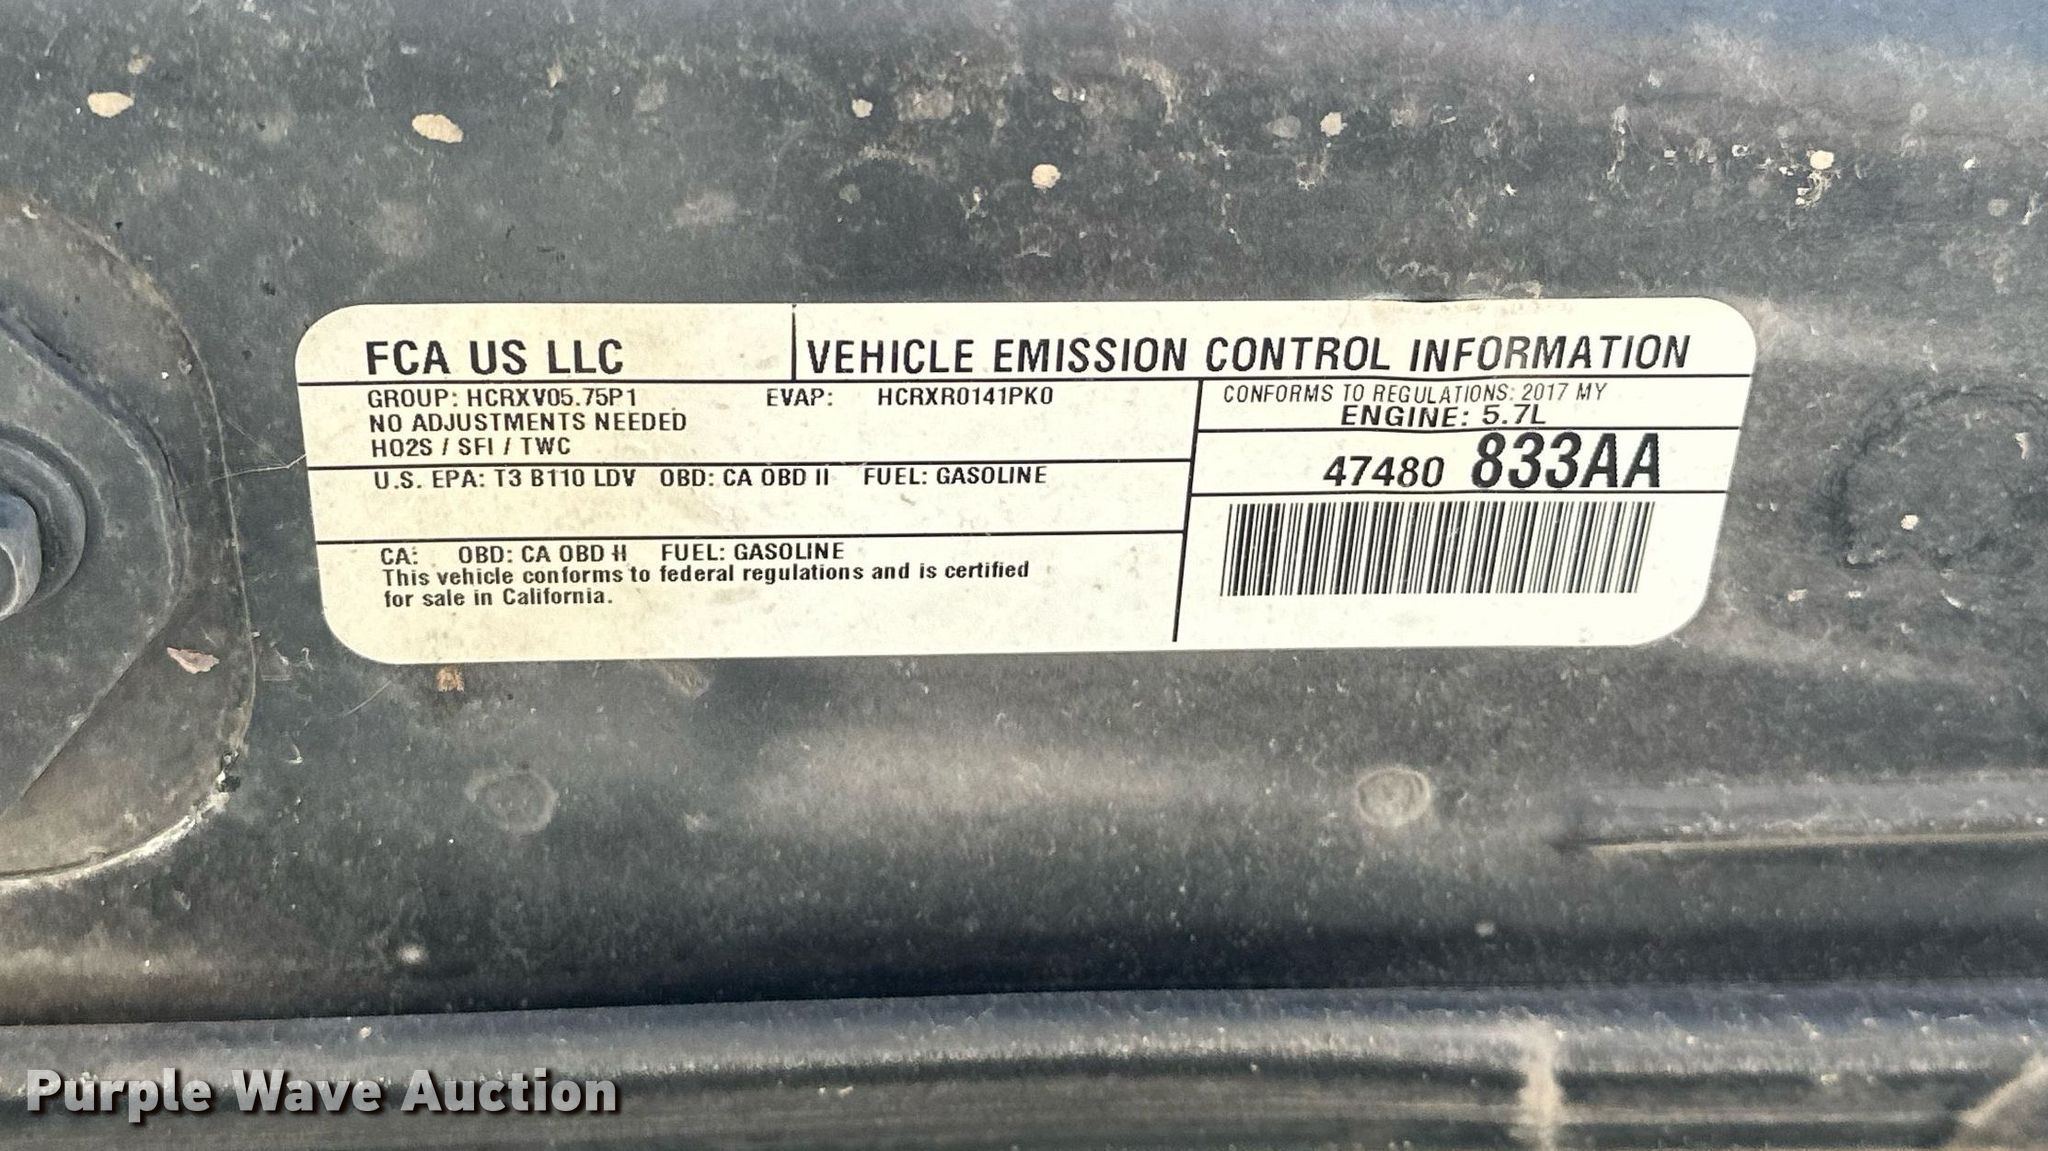 FCA US LLC
VEHICLE EMISSION CONTROL INFORMATION
GROUP: HCRXV05.75P1 EVAP: HCRXR0141PK0
NO ADJUSTMENTS NEEDED
HO2S / SFI / TWC
CONFORMS TO REGULATIONS: 2017 MY
ENGINE: 5.7L
47480 833AA
U.S. EPA: T3 B110 LDV OBD: CA OBD II FUEL: GASOLINE
CA: OBD: CA OBD II FUEL: GASOLINE
This vehicle conforms to federal regulations and is certified
for sale in California.
Purple Wave Auction